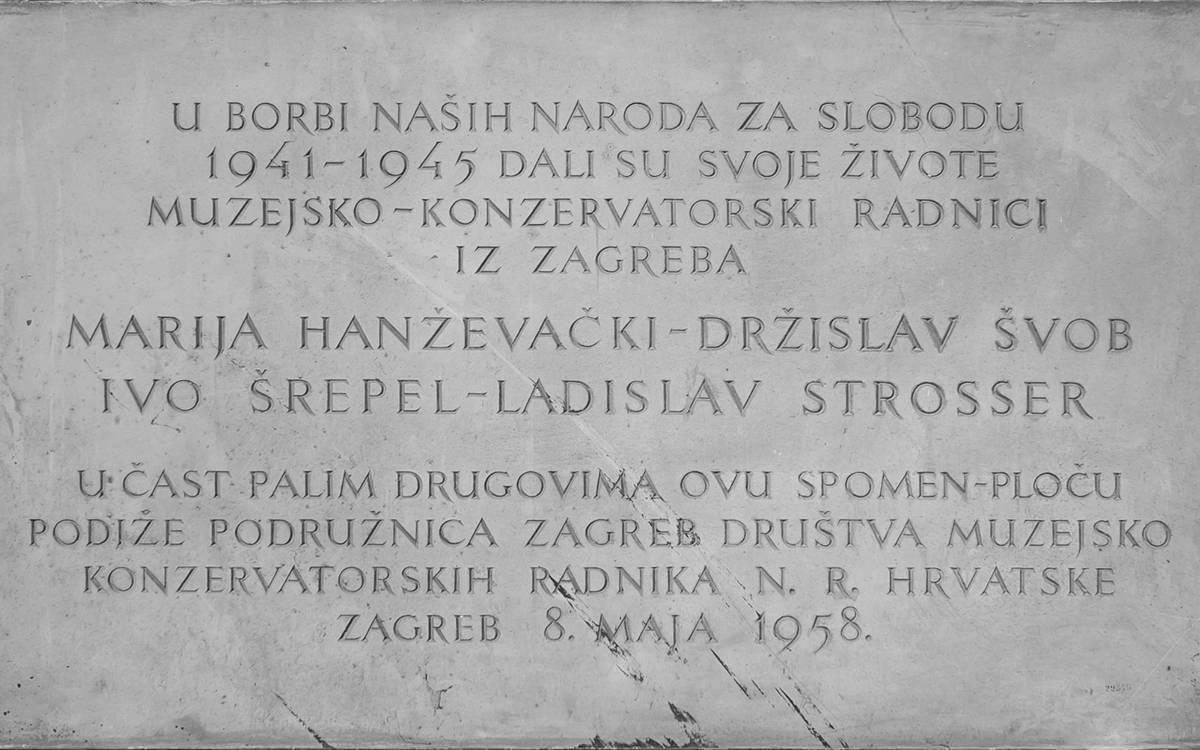 U BORBI NAŠIH NARODA ZA SLOBODU
1941-1945 DALI SU SVOJE ŽIVOTE
MUZEJSKO-KONZERVATORSKI RADNICI
IZ ZAGREBA
MARIJA HANŽEVAČKI-DRŽISLAV ŠVOB
IVO ŠREPEL-LADISLAV STROSSER
U ČAST PALIM DRUGOVIMA OVU SPOMEN-PLOČU
PODIŽE PODRUŽNICA ZAGREB DRUŠTVA MUZEJSKO
KONZERVATORSKIH RADNIKA N. R. HRVATSKE
ZAGREB 8. MAJA 1958.